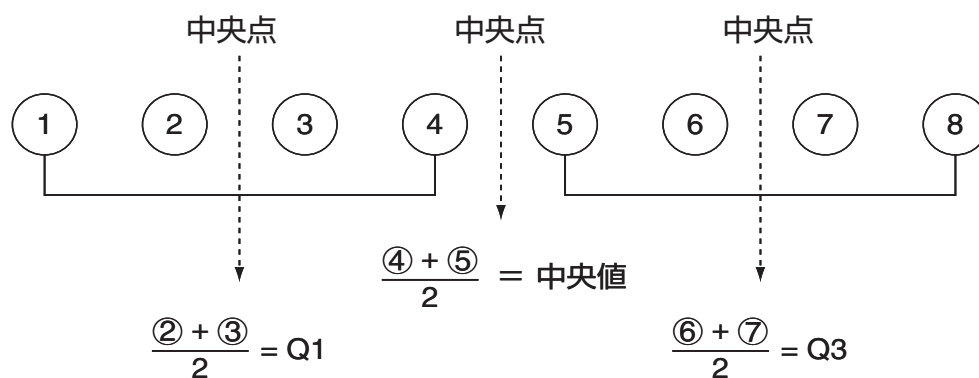 中央点 中央点 中央点
1 2 3 4 5 6 7 8
(④ + ⑤)/2 = 中央値
(② + ③)/2 = Q1 (⑥ + ⑦)/2 = Q3